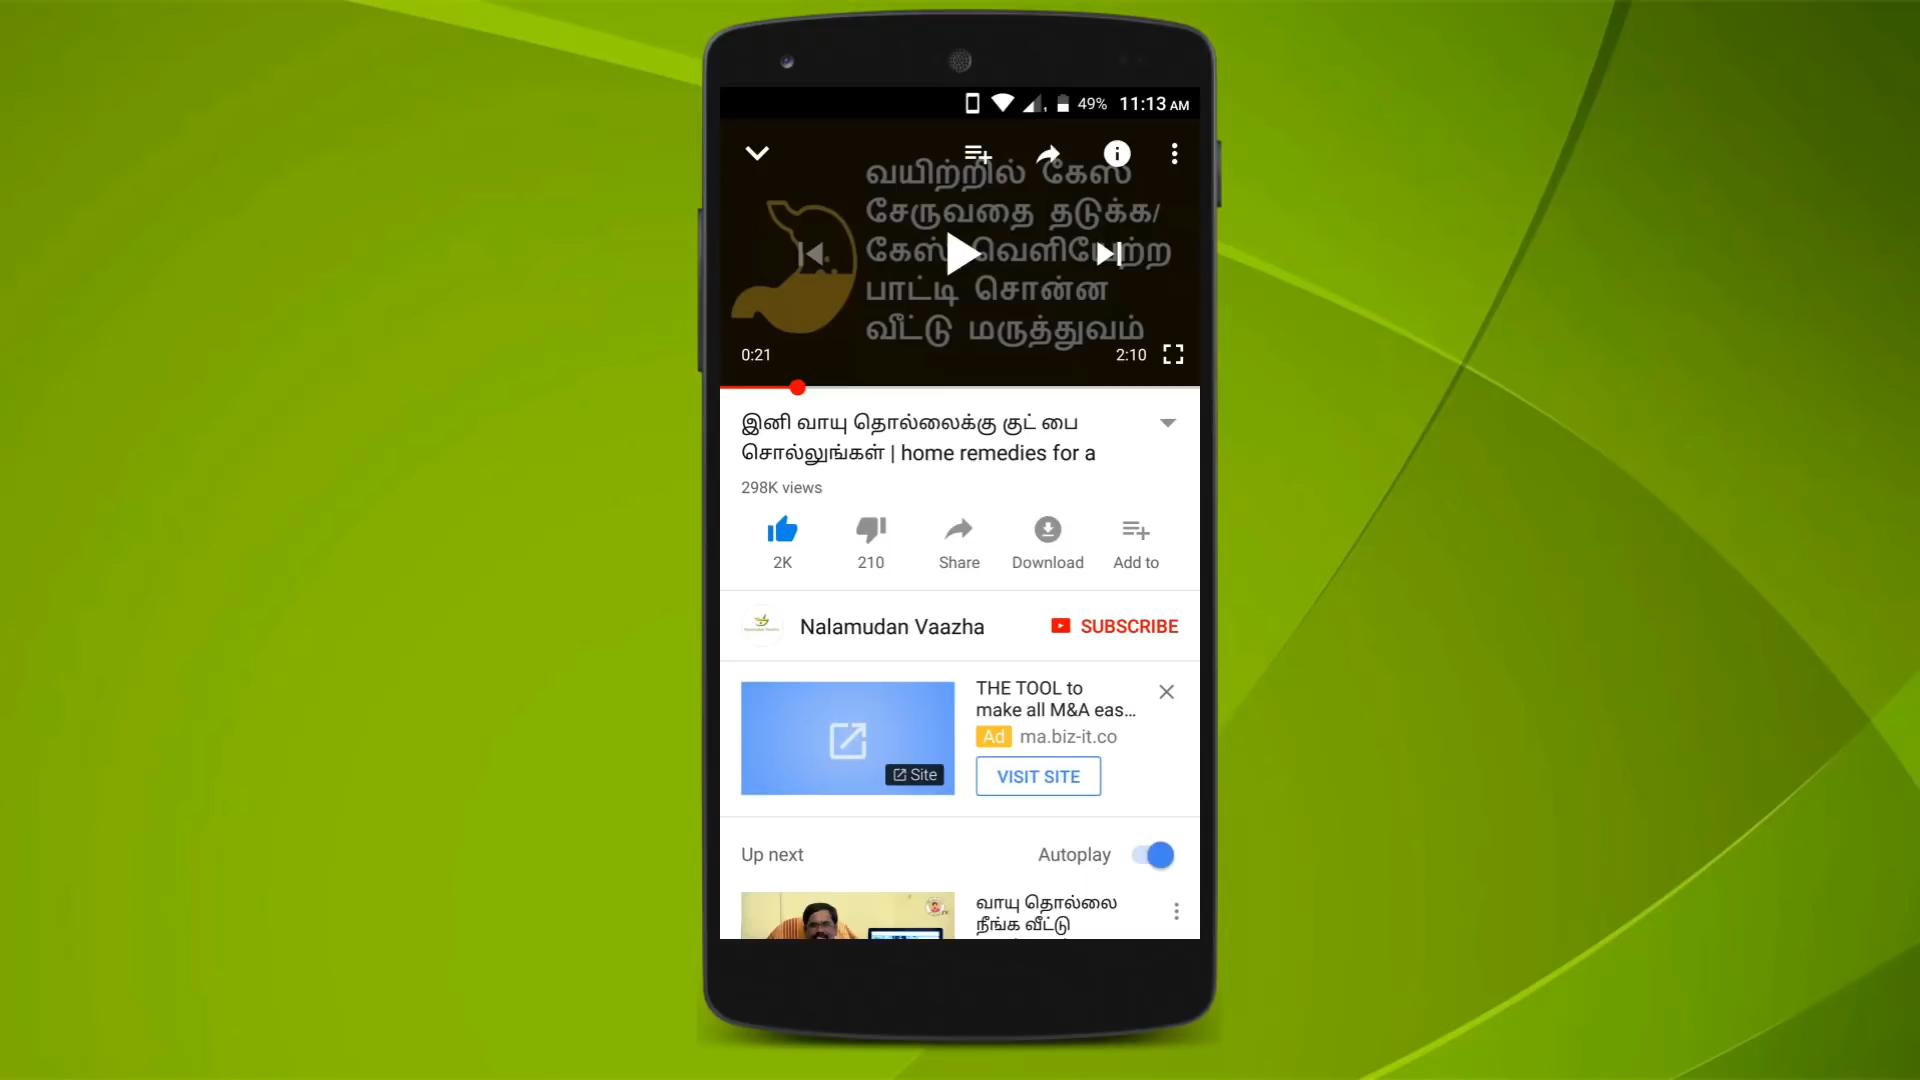 49% 11:13 AM
வயிற்றில் கேஸ்
சேருவதை தடுக்க/
கேஸ் வெளியேற்ற
பாட்டி சொன்ன
வீட்டு மருத்துவம்
0:21 2:10
இனி வாயு தொல்லைக்கு குட் பை
சொல்லுங்கள் | home remedies for a
298K views
2K 210 Share Download Add to
Nalamudan Vaazha SUBSCRIBE
THE TOOL to
make all M&A eas...
Ad ma.biz-it.co
Site
VISIT SITE
Up next Autoplay
வாயு தொல்லை
நீங்க வீட்டு